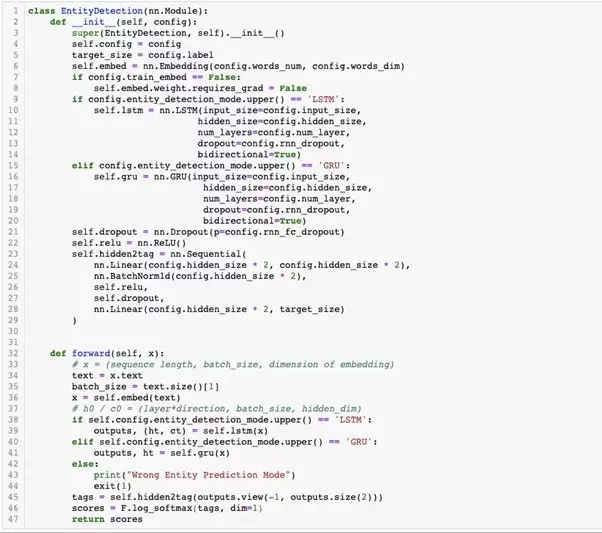 1 class EntityDetection(nn.Module):
2     def __init__(self, config):
3         super(EntityDetection, self).__init__()
4         self.config = config
5         target_size = config.label
6         self.embed = nn.Embedding(config.words_num, config.words_dim)
7         if config.train_embed == False:
8             self.embed.weight.requires_grad = False
9         if config.entity_detection_mode.upper() == 'LSTM':
10             self.lstm = nn.LSTM(input_size=config.input_size,
11                                 hidden_size=config.hidden_size,
12                                 num_layers=config.num_layer,
13                                 dropout=config.rnn_dropout,
14                                 bidirectional=True)
15         elif config.entity_detection_mode.upper() == 'GRU':
16             self.gru = nn.GRU(input_size=config.input_size,
17                                 hidden_size=config.hidden_size,
18                                 num_layers=config.num_layer,
19                                 dropout=config.rnn_dropout,
20                                 bidirectional=True)
21         self.dropout = nn.Dropout(p=config.rnn_fc_dropout)
22         self.relu = nn.ReLU()
23         self.hidden2tag = nn.Sequential(
24             nn.Linear(config.hidden_size * 2, config.hidden_size * 2),
25             nn.BatchNorm1d(config.hidden_size * 2),
26             self.relu,
27             self.dropout,
28             nn.Linear(config.hidden_size * 2, target_size)
29         )
30
31
32     def forward(self, x):
33         # x = (sequence length, batch_size, dimension of embedding)
34         text = x.text
35         batch_size = text.size()[1]
36         x = self.embed(text)
37         # h0 / c0 = (layer*direction, batch_size, hidden_dim)
38         if self.config.entity_detection_mode.upper() == 'LSTM':
39             outputs, (ht, ct) = self.lstm(x)
40         elif self.config.entity_detection_mode.upper() == 'GRU':
41             outputs, ht = self.gru(x)
42         else:
43             print("Wrong Entity Prediction Mode")
44             exit(1)
45         tags = self.hidden2tag(outputs.view(-1, outputs.size(2)))
46         scores = F.log_softmax(tags, dim=1)
47         return scores